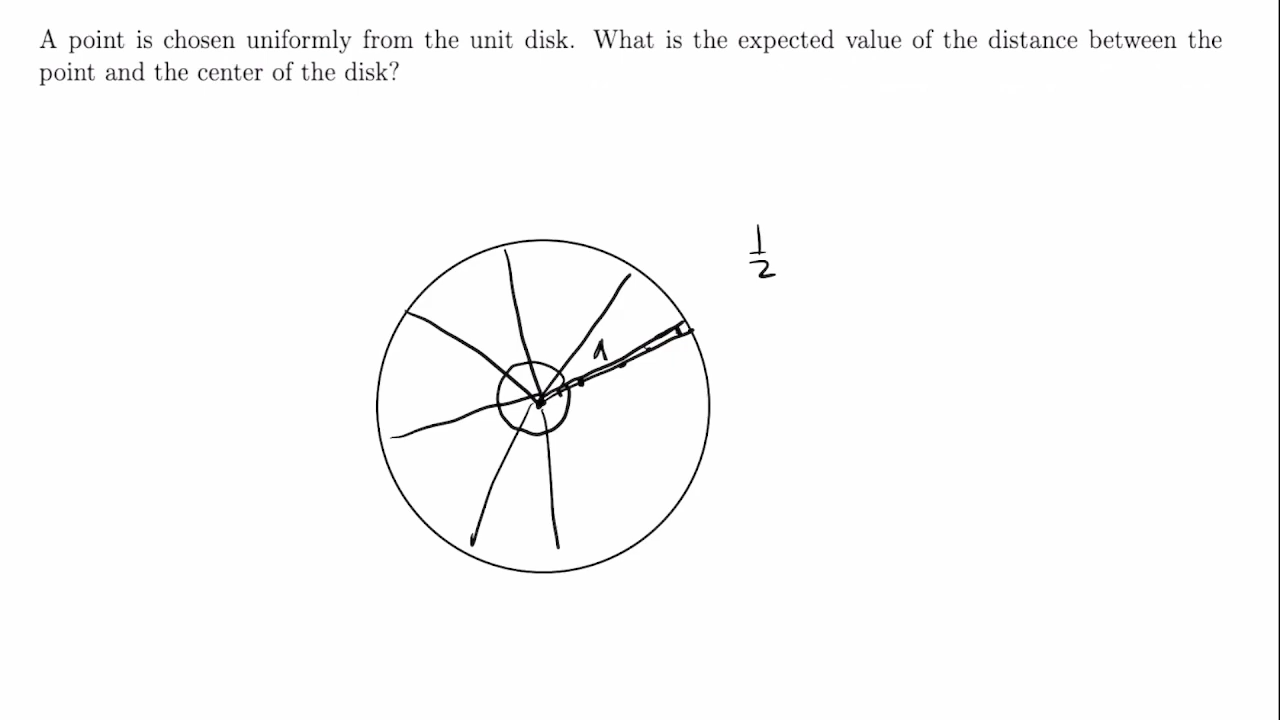 A point is chosen uniformly from the unit disk. What is the expected value of the distance between the
point and the center of the disk?
1/2
1